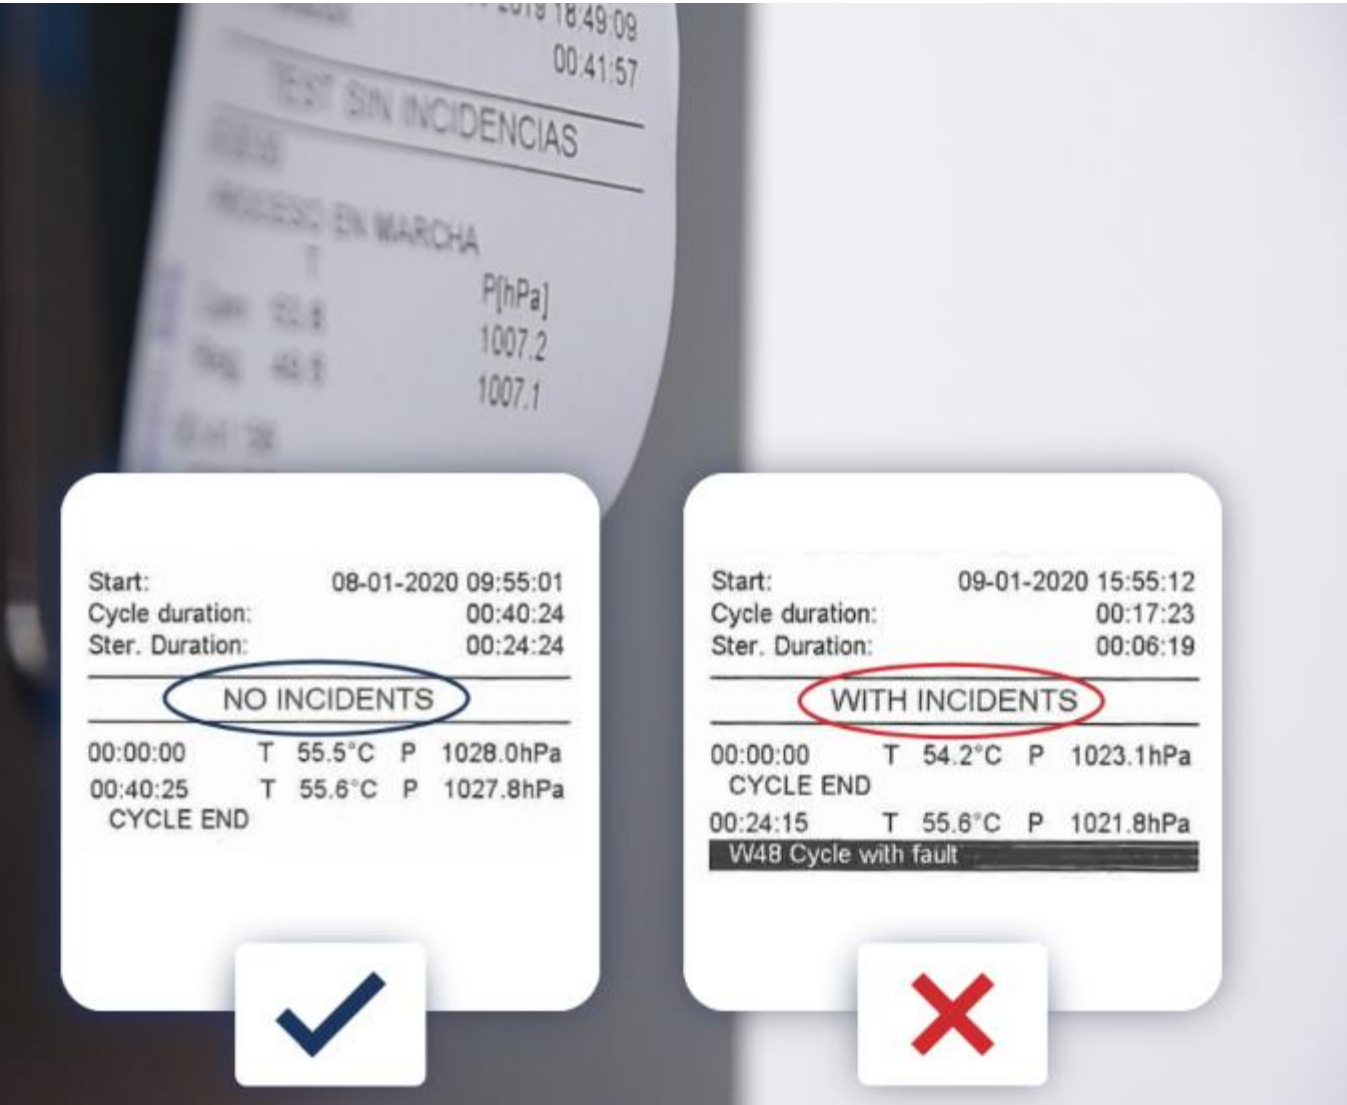 2019 18:49:09
00:41:57
TEST SIN INCIDENCIAS
PROCESO EN MARCHA
T P[hPa]
1007.2
1007.1
Start: 08-01-2020 09:55:01
Cycle duration: 00:40:24
Ster. Duration: 00:24:24
NO INCIDENTS
00:00:00 T 55.5°C P 1028.0hPa
00:40:25 T 55.6°C P 1027.8hPa
CYCLE END
Start: 09-01-2020 15:55:12
Cycle duration: 00:17:23
Ster. Duration: 00:06:19
WITH INCIDENTS
00:00:00 T 54.2°C P 1023.1hPa
CYCLE END
00:24:15 T 55.6°C P 1021.8hPa
W48 Cycle with fault